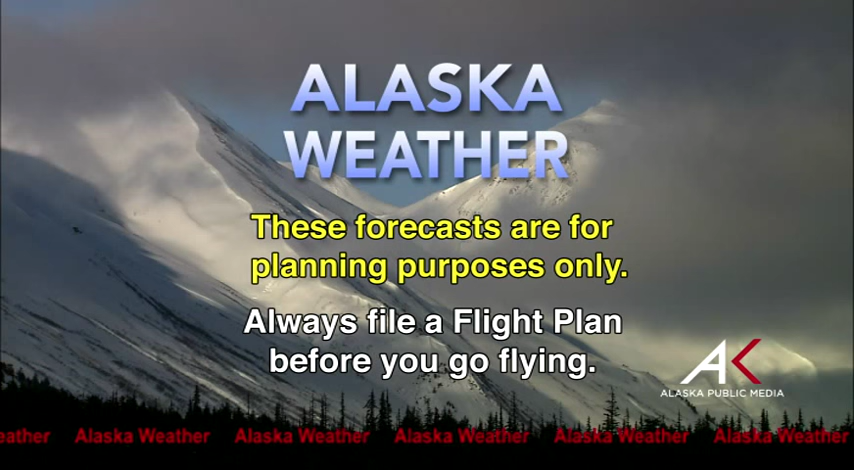 ALASKA
WEATHER
These forecasts are for
planning purposes only.
Always file a Flight Plan
before you go flying.
AK
ALASKA PUBLIC MEDIA
eather Alaska Weather Alaska Weather Alaska Weather Alaska Weather Alaska Weather